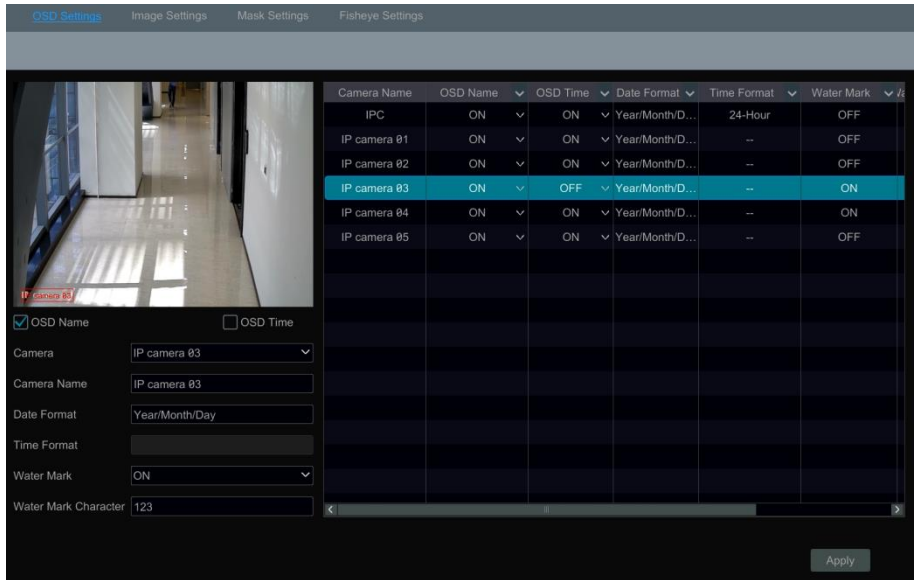 OSD Settings Image Settings Mask Settings Fisheye Settings
IP camera 03
OSD Name OSD Time
Camera IP camera 03
Camera Name IP camera 03
Date Format Year/Month/Day
Time Format
Water Mark ON
Water Mark Character 123
Camera Name OSD Name OSD Time Date Format Time Format Water Mark
IPC ON ON Year/Month/D... 24-Hour OFF
IP camera 01 ON ON Year/Month/D... -- OFF
IP camera 02 ON ON Year/Month/D... -- OFF
IP camera 03 ON OFF Year/Month/D... -- ON
IP camera 04 ON ON Year/Month/D... -- ON
IP camera 05 ON ON Year/Month/D... -- OFF
Apply